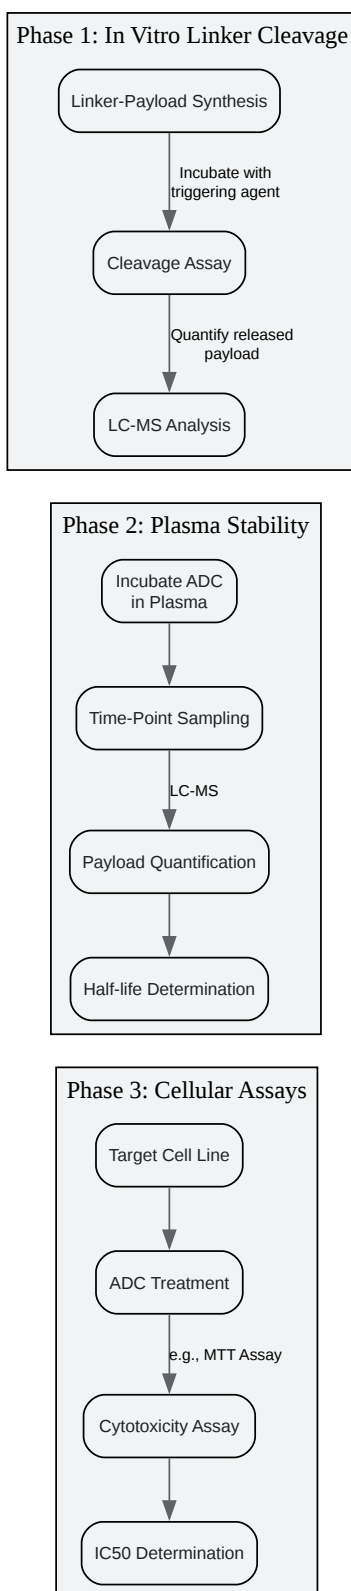 Phase 1: In Vitro Linker Cleavage
Linker-Payload Synthesis
Incubate with
triggering agent
Cleavage Assay
Quantify released
payload
LC-MS Analysis
Phase 2: Plasma Stability
Incubate ADC
in Plasma
Time-Point Sampling
LC-MS
Payload Quantification
Half-life Determination
Phase 3: Cellular Assays
Target Cell Line
ADC Treatment
e.g., MTT Assay
Cytotoxicity Assay
IC50 Determination